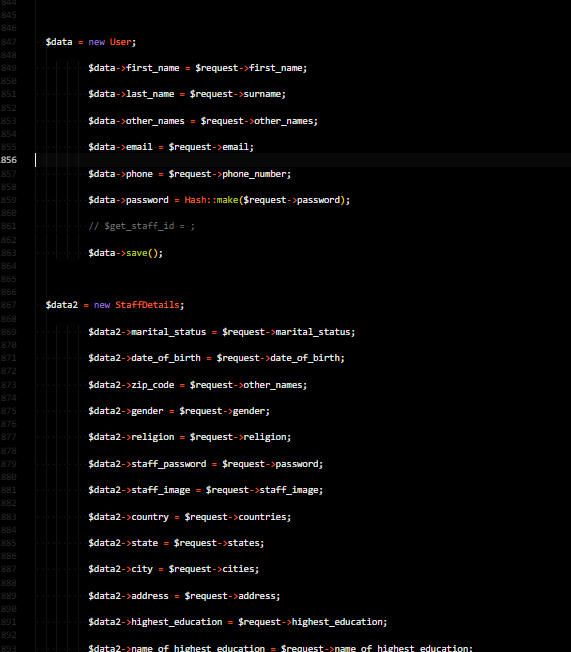 844
845
846
847 $data = new User;
848
849 $data->first_name = $request->first_name;
850
851 $data->last_name = $request->surname;
852
853 $data->other_names = $request->other_names;
854
855 $data->email = $request->email;
856
857 $data->phone = $request->phone_number;
858
859 $data->password = Hash::make($request->password);
860
861 // $get_staff_id = ;
862
863 $data->save();
864
865
866
867 $data2 = new StaffDetails;
868
869 $data2->marital_status = $request->marital_status;
870
871 $data2->date_of_birth = $request->date_of_birth;
872
873 $data2->zip_code = $request->other_names;
874
875 $data2->gender = $request->gender;
876
877 $data2->religion = $request->religion;
878
879 $data2->staff_password = $request->password;
880
881 $data2->staff_image = $request->staff_image;
882
883 $data2->country = $request->countries;
884
885 $data2->state = $request->states;
886
887 $data2->city = $request->cities;
888
889 $data2->address = $request->address;
890
891 $data2->highest_education = $request->highest_education;
892
893 $data2->name_of_highest_education = $request->name_of_highest_education;